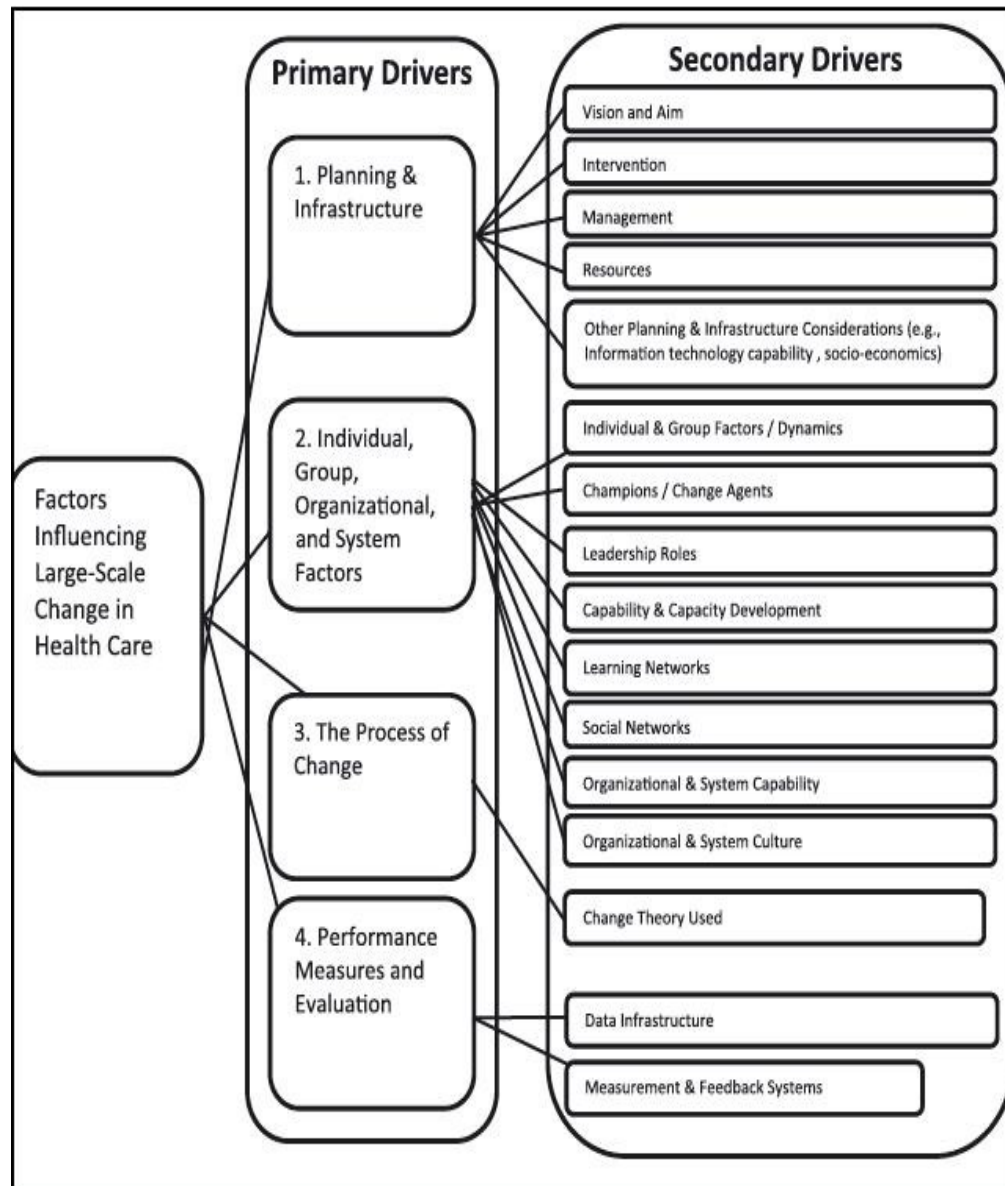 Primary Drivers
Secondary Drivers
Factors
Influencing
Large-Scale
Change in
Health Care
1. Planning &
Infrastructure
2. Individual,
Group,
Organizational,
and System
Factors
3. The Process of
Change
4. Performance
Measures and
Evaluation
Vision and Aim
Intervention
Management
Resources
Other Planning & Infrastructure Considerations (e.g.,
Information technology capability , socio-economics)
Individual & Group Factors / Dynamics
Champions / Change Agents
Leadership Roles
Capability & Capacity Development
Learning Networks
Social Networks
Organizational & System Capability
Organizational & System Culture
Change Theory Used
Data Infrastructure
Measurement & Feedback Systems